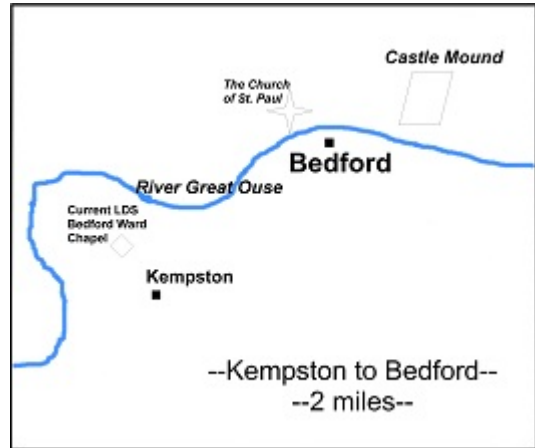 Castle Mound
The Church
of St. Paul
Bedford
River Great Ouse
Current LDS
Bedford Ward
Chapel
Kempston
--Kempston to Bedford--
--2 miles--